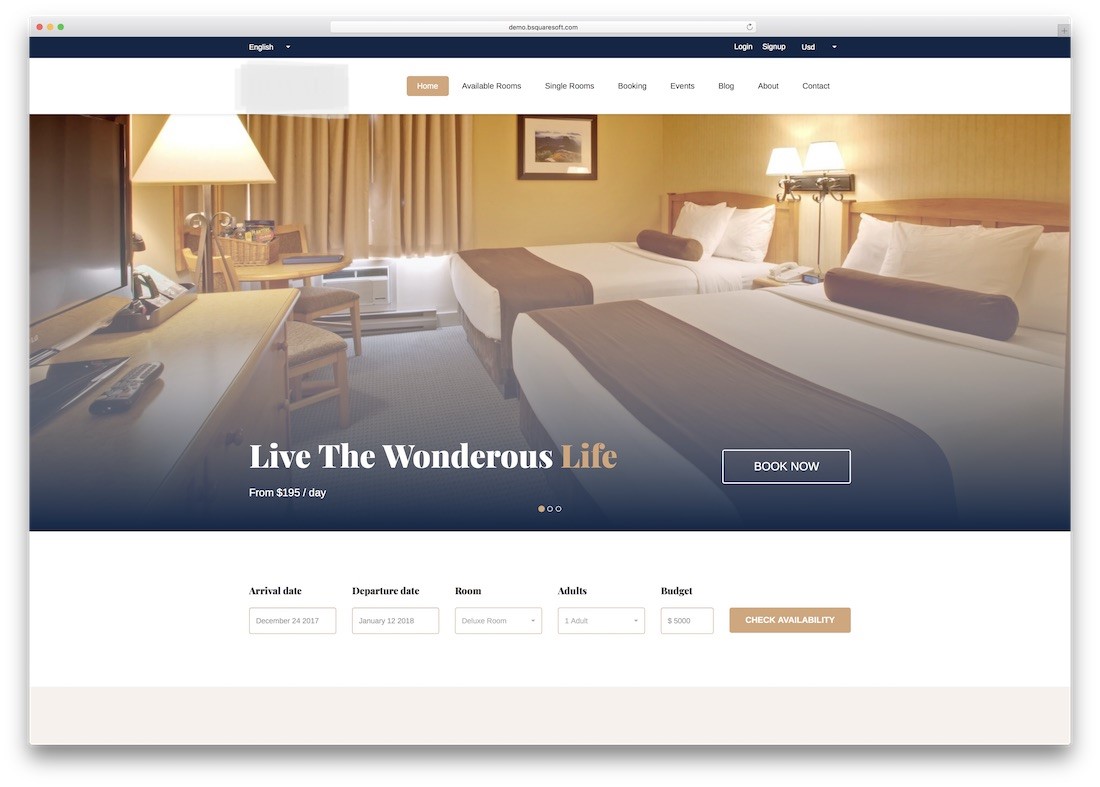 demo.bsquaresoft.com
English
Login Signup Usd
Home Available Rooms Single Rooms Booking Events Blog About Contact
Live The Wonderous Life
BOOK NOW
From $195 / day
Arrival date Departure date Room Adults Budget
December 24 2017 January 12 2018 Deluxe Room 1 Adult $ 5000 CHECK AVAILABILITY